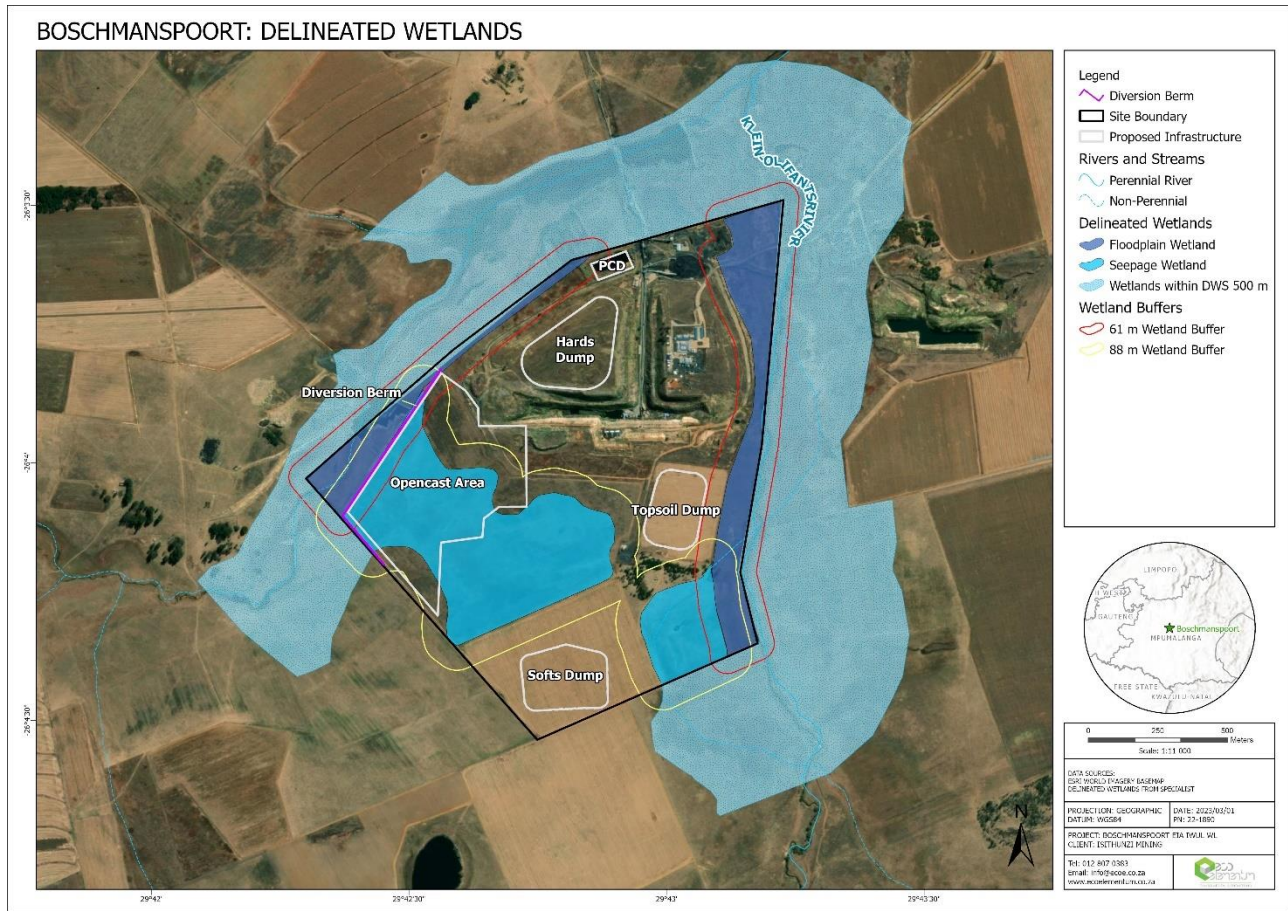 BOSCHMANSPOORT: DELINEATED WETLANDS
KLEIN OLIFANTSRIVIER
PCD
Hards
Dump
Diversion Berm
Opencast Area
Topsoil Dump
Softs Dump
-26°3'30"
-26°4'
-26°4'30"
29°42'
29°42'30"
29°43'
29°43'30"
Legend
Diversion Berm
Site Boundary
Proposed Infrastructure
Rivers and Streams
Perennial River
Non-Perennial
Delineated Wetlands
Floodplain Wetland
Seepage Wetland
Wetlands within DWS 500 m
Wetland Buffers
61 m Wetland Buffer
88 m Wetland Buffer
LIMPOPO
GAUTENG
Boschmanspoort
MPUMALANGA
FREE STATE
KWAZULU-NATAL
0 250 500
Meters
Scale: 1:11 000
DATA SOURCES:
ESRI WORLD IMAGERY BASEMAP
DELINEATED WETLANDS FROM SPECIALIST
PROJECTION: GEOGRAPHIC
DATUM: WGS84
DATE: 2023/03/01
PN: 22-1890
PROJECT: BOSCHMANSPOORT EIA IWUL WL
CLIENT: ISITHUNZI MINING
Tel: 012 807 0383
Email: info@ecoe.co.za
www.ecoelementum.co.za
eco
elementum
N